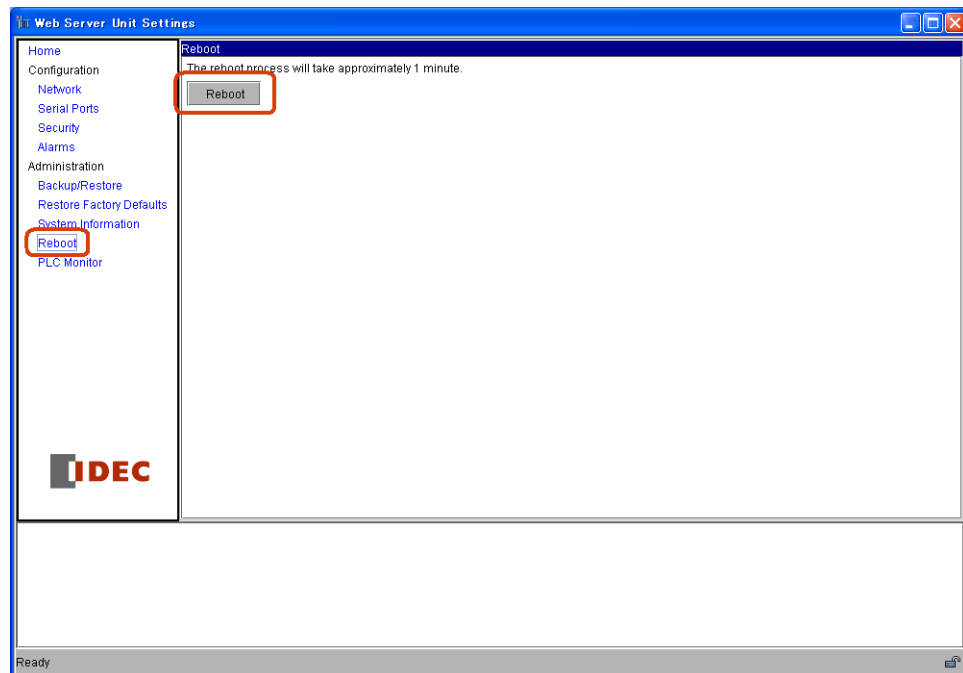 Web Server Unit Settings
Home
Configuration
Network
Serial Ports
Security
Alarms
Administration
Backup/Restore
Restore Factory Defaults
System Information
Reboot
PLC Monitor
IDEC
Reboot
The reboot process will take approximately 1 minute.
Reboot
Ready